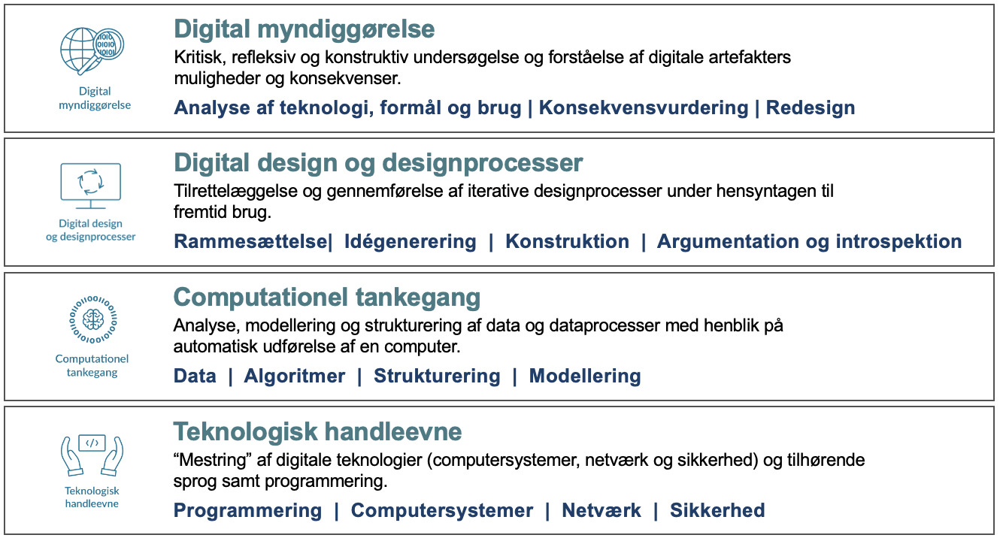 Digital myndiggørelse
Kritisk, refleksiv og konstruktiv undersøgelse og forståelse af digitale artefakters
muligheder og konsekvenser.
Analyse af teknologi, formål og brug | Konsekvensvurdering | Redesign
Digital
myndiggørelse
Digital design og designprocesser
Tilrettelæggelse og gennemførelse af iterative designprocesser under hensyntagen til
fremtid brug.
Rammesættelse| Idégenerering | Konstruktion | Argumentation og introspektion
Digital design
og designprocesser
Computationel tankegang
Analyse, modellering og strukturering af data og dataprocesser med henblik på
automatisk udførelse af en computer.
Data | Algoritmer | Strukturering | Modellering
Computationel
tankegang
Teknologisk handleevne
“Mestring” af digitale teknologier (computersystemer, netværk og sikkerhed) og tilhørende
sprog samt programmering.
Programmering | Computersystemer | Netværk | Sikkerhed
</>
Teknologisk
handleevne